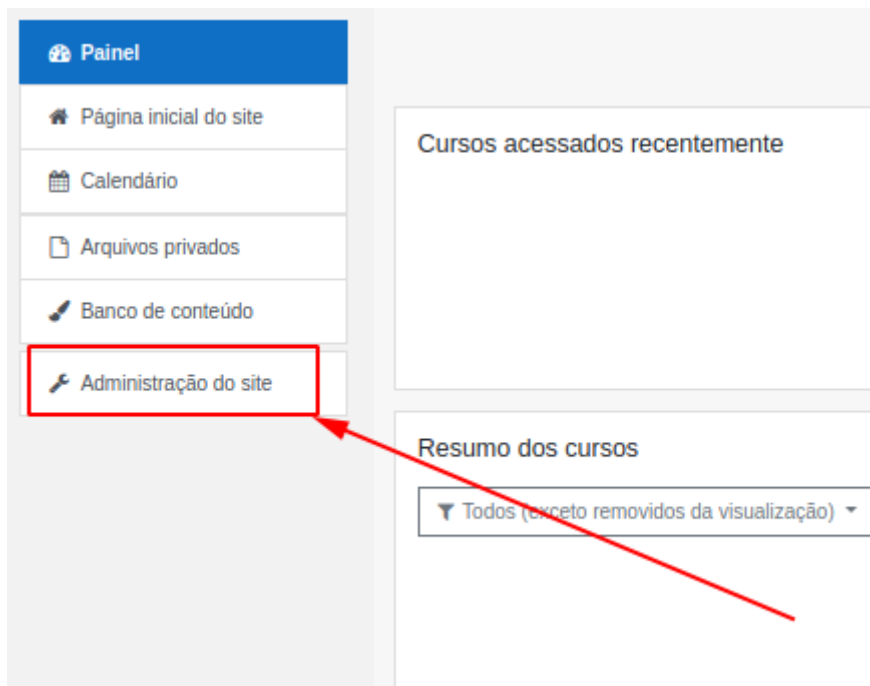 Painel
Página inicial do site
Calendário
Arquivos privados
Banco de conteúdo
Administração do site
Cursos acessados recentemente
Resumo dos cursos
Todos (exceto removidos da visualização)